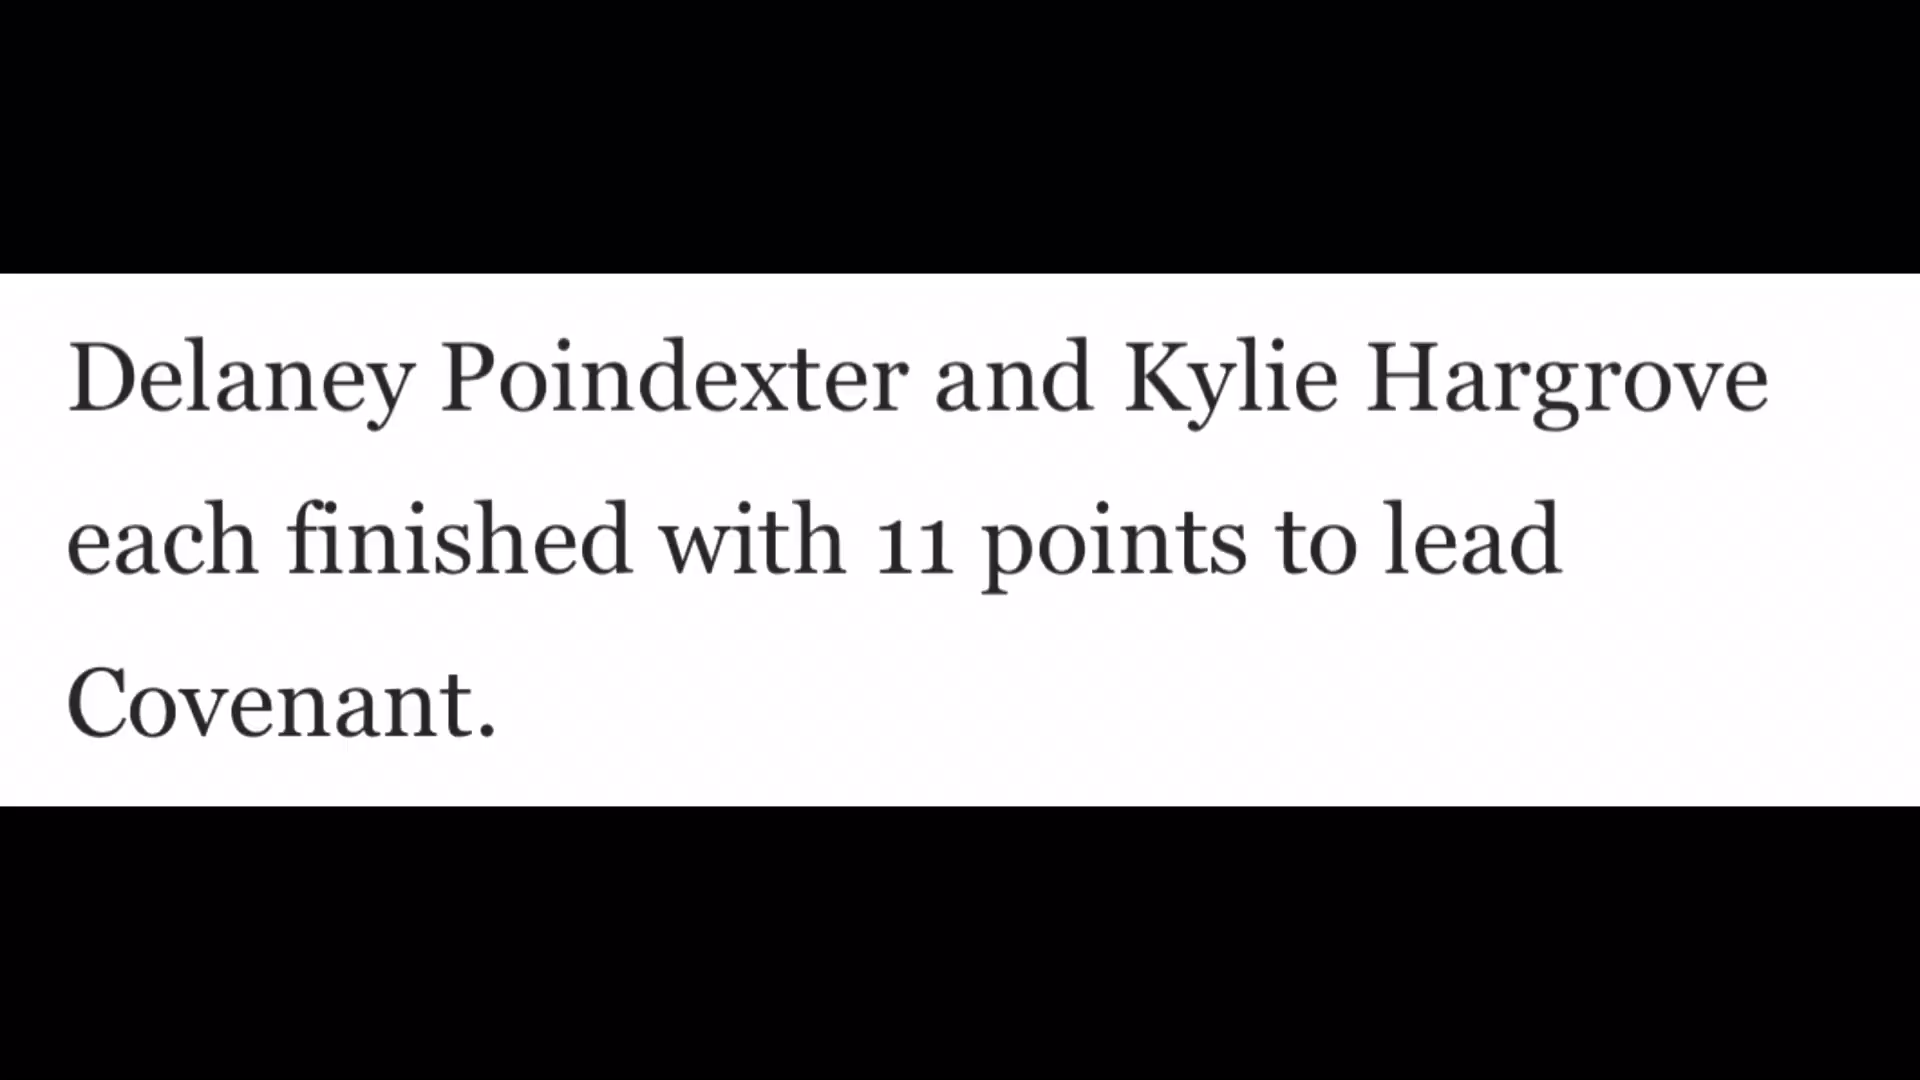 Delaney Poindexter and Kylie Hargrove
each finished with 11 points to lead
Covenant.